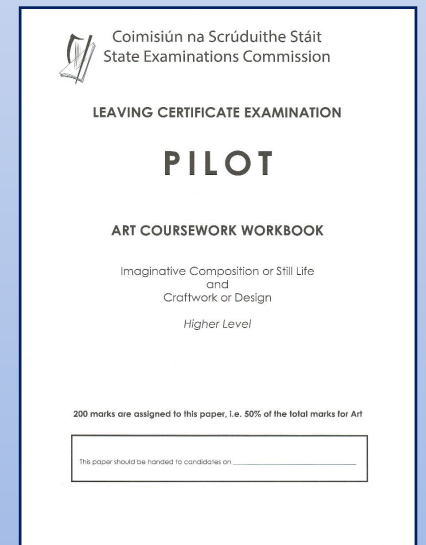 Coimisiún na Scrúduithe Stáit
State Examinations Commission
LEAVING CERTIFICATE EXAMINATION
PILOT
ART COURSEWORK WORKBOOK
Imaginative Composition or Still Life
and
Craftwork or Design
Higher Level
200 marks are assigned to this paper, i.e. 50% of the total marks for Art
This paper should be handed to candidates on